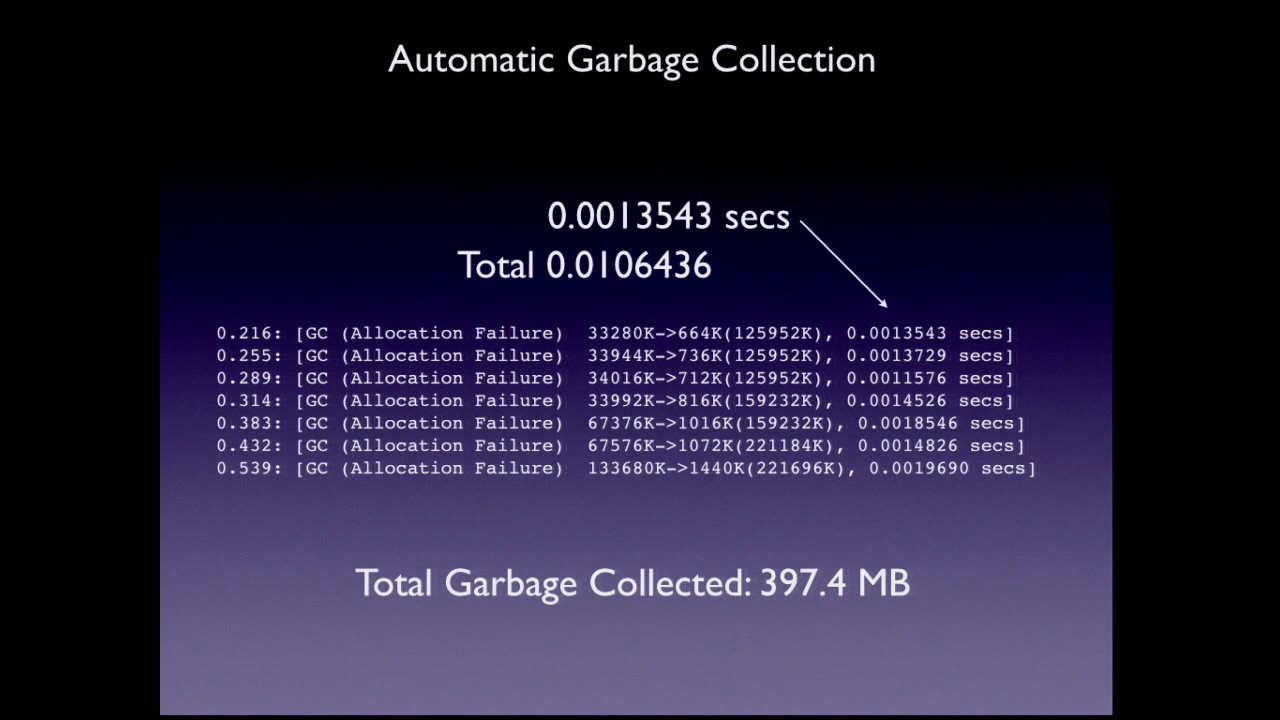 Automatic Garbage Collection
0.0013543 secs
Total 0.0106436
0.216: [GC (Allocation Failure)  33280K->664K(125952K), 0.0013543 secs]
0.255: [GC (Allocation Failure)  33944K->736K(125952K), 0.0013729 secs]
0.289: [GC (Allocation Failure)  34016K->712K(125952K), 0.0011576 secs]
0.314: [GC (Allocation Failure)  33992K->816K(159232K), 0.0014526 secs]
0.383: [GC (Allocation Failure)  67376K->1016K(159232K), 0.0018546 secs]
0.432: [GC (Allocation Failure)  67576K->1072K(221184K), 0.0014826 secs]
0.539: [GC (Allocation Failure)  133680K->1440K(221696K), 0.0019690 secs]
Total Garbage Collected: 397.4 MB